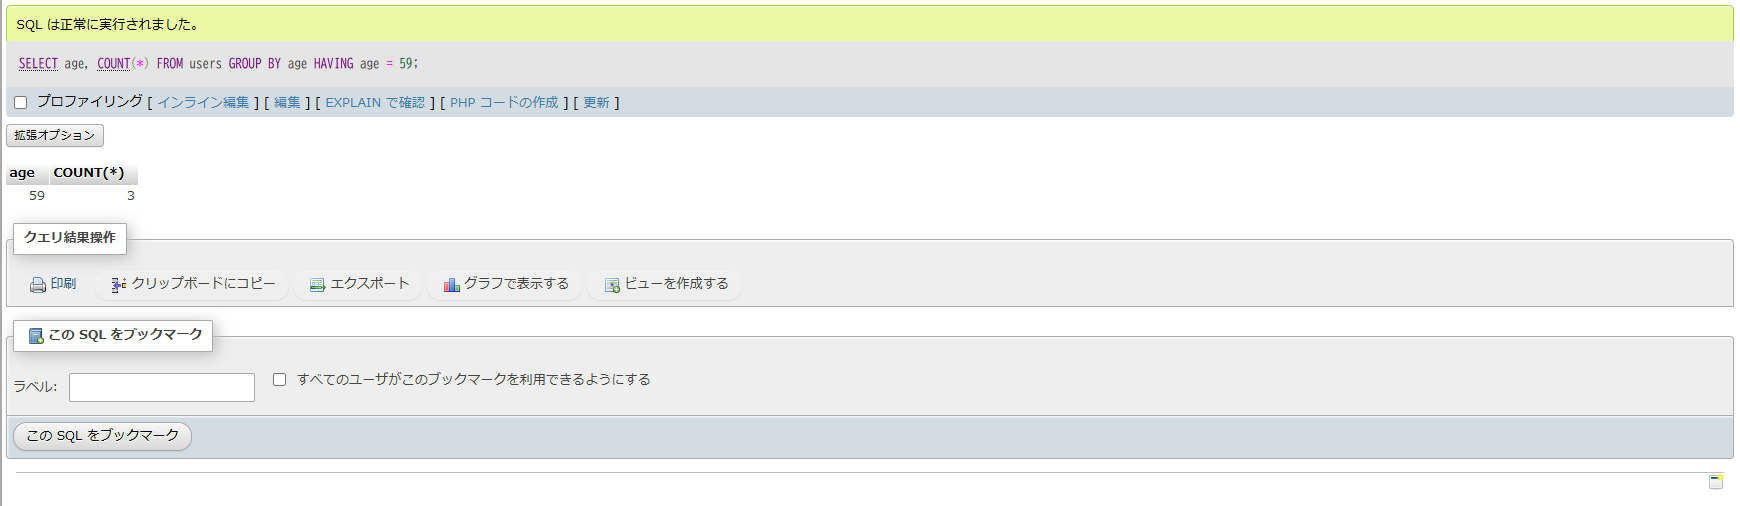 SQL は正常に実行されました。
SELECT age, COUNT(*) FROM users GROUP BY age HAVING age = 59;
プロファイリング [ インライン編集 ] [ 編集 ] [ EXPLAIN で確認 ] [ PHP コードの作成 ] [ 更新 ]
拡張オプション
age COUNT(*)
59 3
クエリ結果操作
印刷 クリップボードにコピー エクスポート グラフで表示する ビューを作成する
この SQL をブックマーク
ラベル: すべてのユーザがこのブックマークを利用できるようにする
この SQL をブックマーク